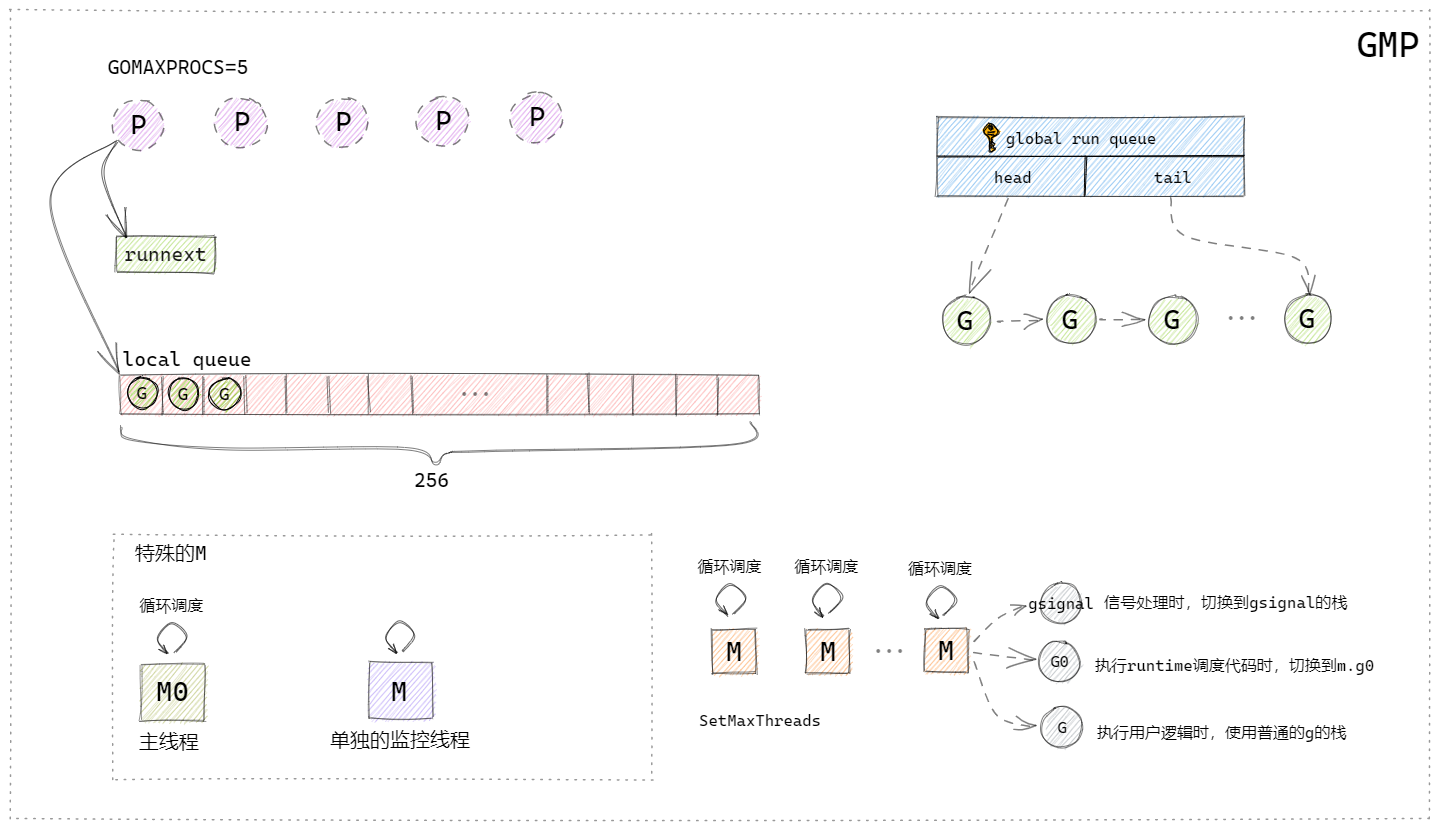 GMP
GOMAXPROCS=5
P P P P P
global run queue
head tail
runnext
G G G ... G
local queue
G G G ...
256
特殊的M
循环调度
M0
主线程
M
单独的监控线程
循环调度 循环调度 循环调度
M M ... M
SetMaxThreads
gsignal 信号处理时，切换到gsignal的栈
G0 执行runtime调度代码时，切换到m.g0
G 执行用户逻辑时，使用普通的g的栈